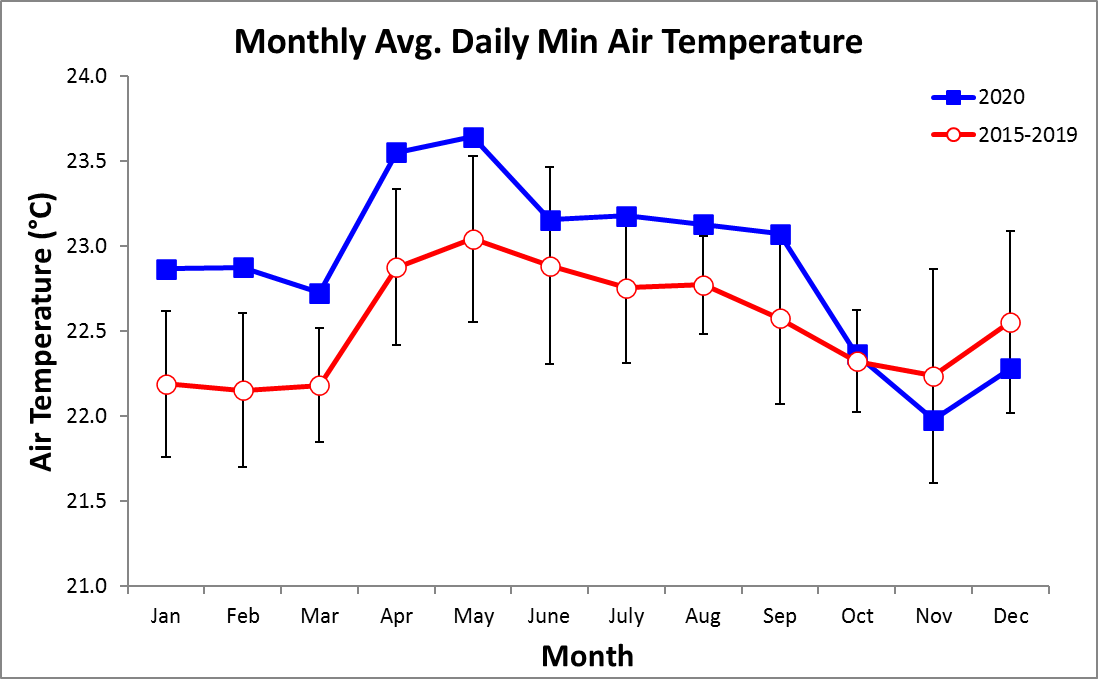 Monthly Avg. Daily Min Air Temperature
24.0
23.5
23.0
22.5
22.0
21.5
21.0
Air Temperature (°C)
2020
2015-2019
Jan Feb Mar Apr May June July Aug Sep Oct Nov Dec
Month